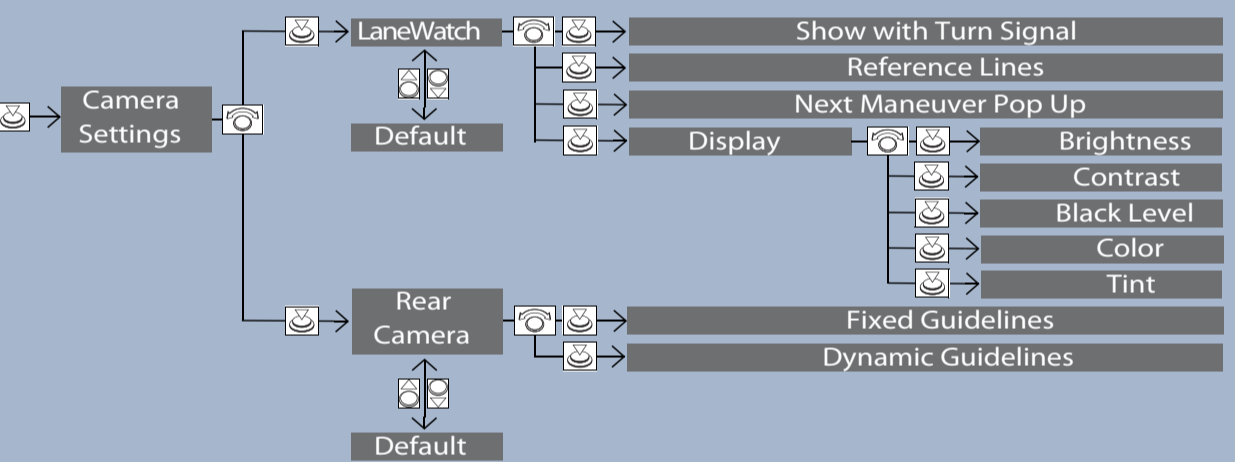 LaneWatch
Show with Turn Signal
Reference Lines
Camera
Settings
Next Maneuver Pop Up
Default
Display
Brightness
Contrast
Black Level
Color
Tint
Rear
Camera
Fixed Guidelines
Dynamic Guidelines
Default